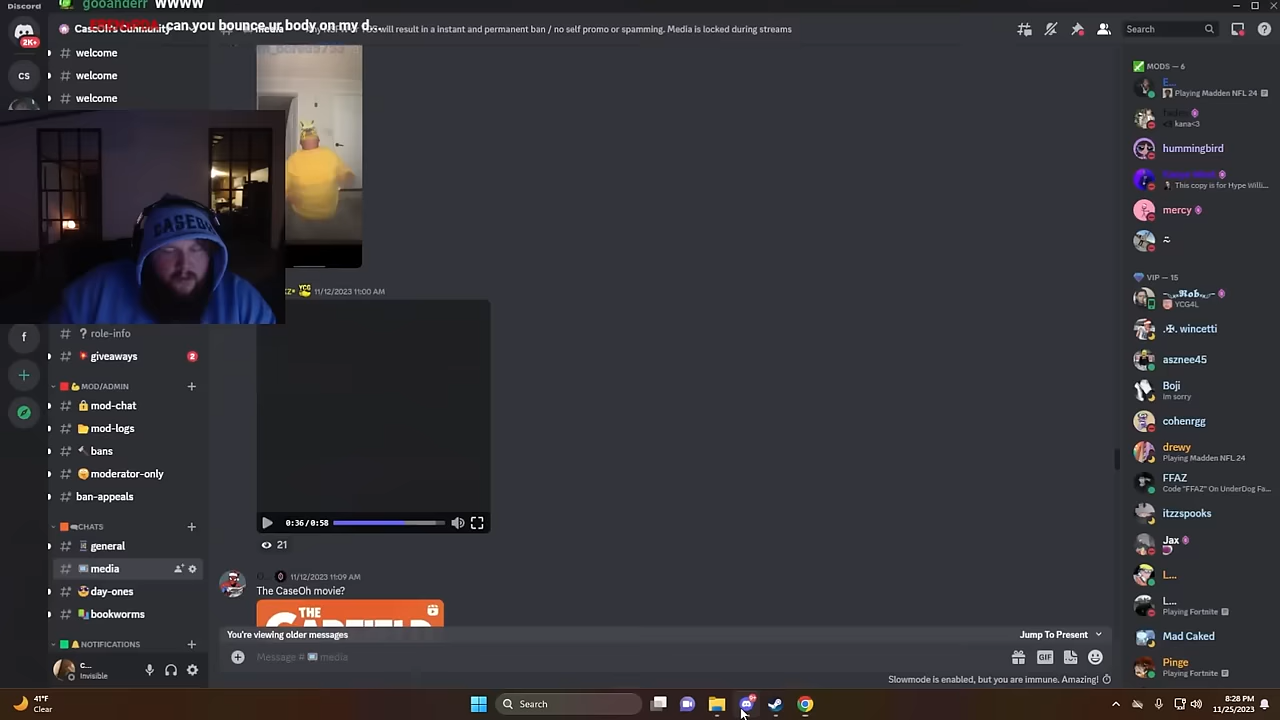 Discord
gooanderr WWWW
can you bounce ur body on my d...
2K+
CaseOh's Community
will result in a instant and permanent ban / no self promo or spamming. Media is locked during streams
Search
CS
welcome
welcome
welcome
CASEOH
f
role-info
giveaways
2
MOD/ADMIN
mod-chat
mod-logs
bans
moderator-only
ban-appeals
CHATS
general
media
day-ones
bookworms
NOTIFICATIONS
c...
Invisible
YCG 11/12/2023 11:00 AM
0:36/0:58
21
11/12/2023 11:09 AM
The CaseOh movie?
THE
GARFIELD
You're viewing older messages
Jump To Present
Message # media
GIF
Slowmode is enabled, but you are immune. Amazing!
MODS — 6
E...
Playing Madden NFL 24
<3 kana<3
hummingbird
This copy is for Hype Willi...
mercy
VIP — 15
YCG4L
wincetti
asznee45
Boji
Im sorry
cohenrgg
drewy
Playing Madden NFL 24
FFAZ
Code "FFAZ" On UnderDog Fa...
itzzspooks
Jax
L...
L...
Playing Fortnite
Mad Caked
Pinge
Playing Fortnite
41°F
Clear
Search
8:28 PM
11/25/2023